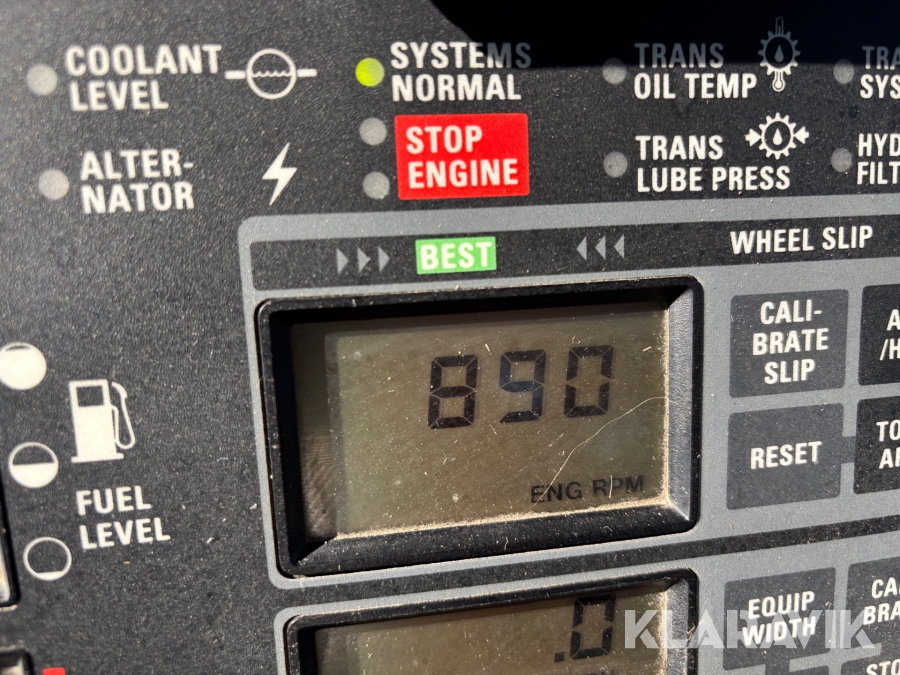 COOLANT
LEVEL
SYSTEMS
NORMAL
TRANS
OIL TEMP
ALTER-
NATOR
STOP
ENGINE
TRANS
LUBE PRESS
BEST
WHEEL SLIP
CALI-
BRATE
SLIP
890
ENG RPM
RESET
FUEL
LEVEL
.0
EQUIP
WIDTH
KLARAVIK